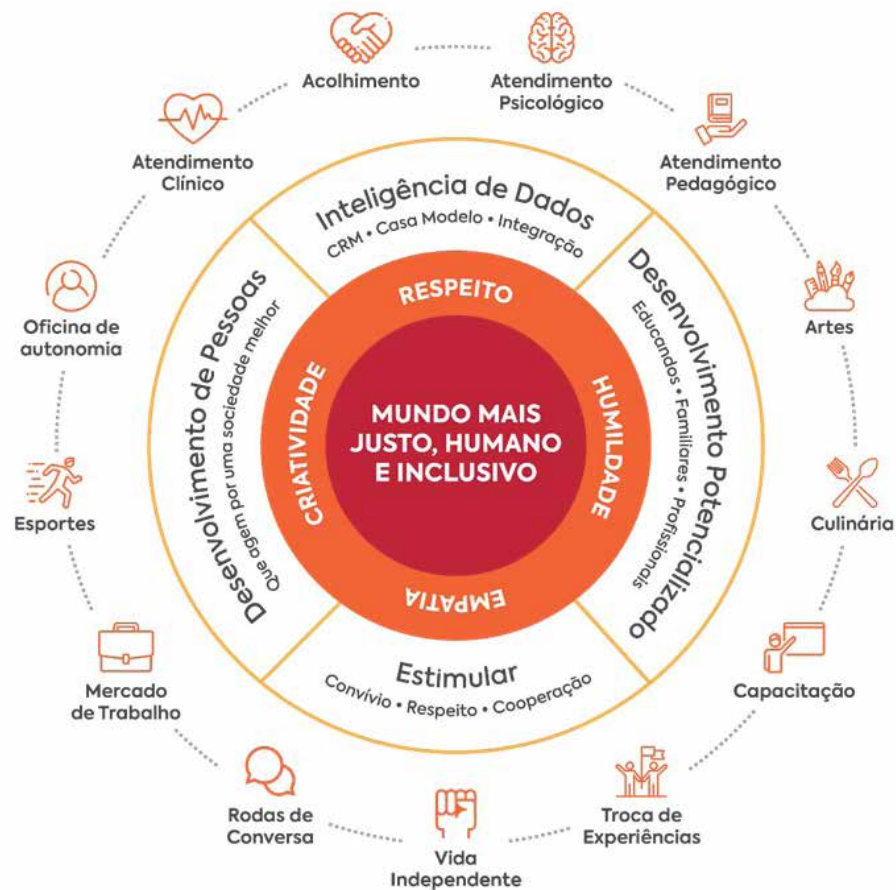 Acolhimento
Atendimento
Psicológico
Atendimento
Pedagógico
Artes
Culinária
Capacitação
Troca de
Experiências
Vida
Independente
Rodas de
Conversa
Mercado
de Trabalho
Esportes
Oficina de
autonomia
Atendimento
Clínico
Inteligência de Dados
CRM • Casa Modelo • Integração
Desenvolvimento Potencializado
Educandos • Familiares • Profissionais
Estimular
Convívio • Respeito • Cooperação
Desenvolvimento de Pessoas
Que agem por uma sociedade melhor
RESPEITO
HUMILDADE
EMPATIA
CRIATIVIDADE
MUNDO MAIS
JUSTO, HUMANO
E INCLUSIVO